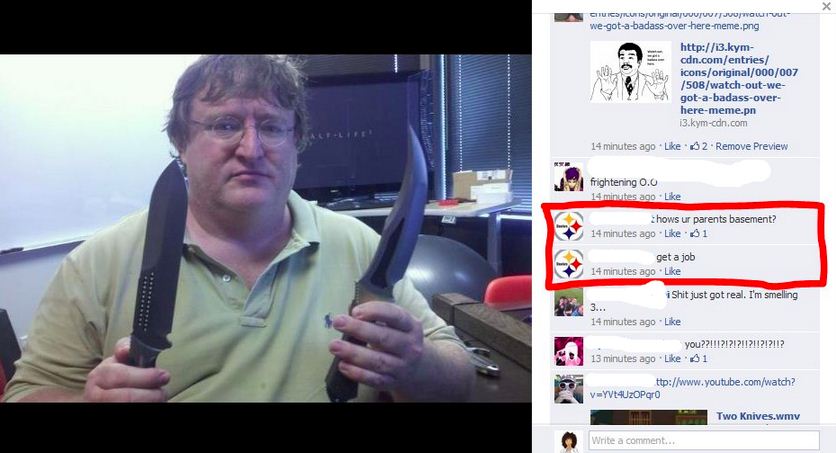 entries/icons/original/000/007/508/watch-out-
we-got-a-badass-over-here-meme.png
http://i3.kym-
cdn.com/entries/
icons/original/000/007
/508/watch-out-we-
got-a-badass-over-
here-meme.pn
i3.kym-cdn.com
14 minutes ago · Like · 2 · Remove Preview
frightening O.O
14 minutes ago · Like
hows ur parents basement?
14 minutes ago · Like · 1
get a job
14 minutes ago · Like
Shit just got real. I'm smelling
3...
14 minutes ago · Like
you??!!!?!?!?!!?!!?!?!!?
13 minutes ago · Like · 1
ttp://www.youtube.com/watch?
v=YVt4UzOPqr0
Two Knives.wmv
Write a comment...
ALF-LIFE